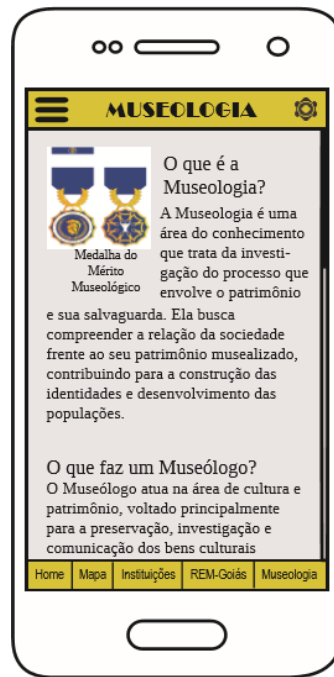 MUSEOLOGIA
Medalha do
Mérito
Museológico
O que é a
Museologia?
A Museologia é uma
área do conhecimento
que trata da investi-
gação do processo que
envolve o patrimônio
e sua salvaguarda. Ela busca
compreender a relação da sociedade
frente ao seu patrimônio musealizado,
contribuindo para a construção das
identidades e desenvolvimento das
populações.
O que faz um Museólogo?
O Museólogo atua na área de cultura e
patrimônio, voltado principalmente
para a preservação, investigação e
comunicação dos bens culturais
Home Mapa Instituições REM-Goiás Museologia